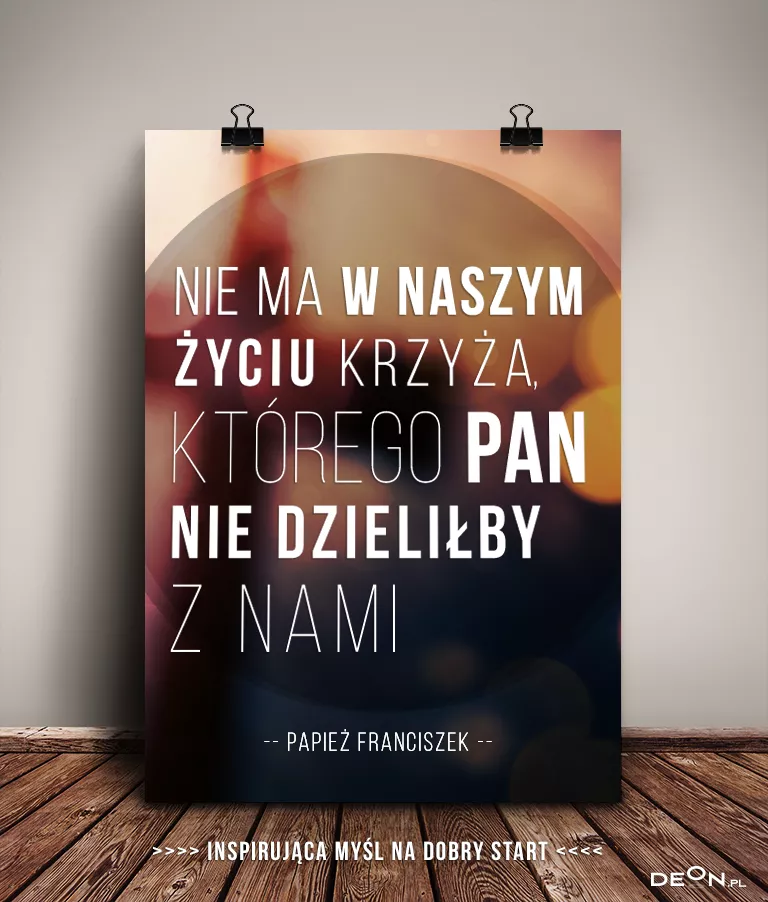 NIE MA W NASZYM
ŻYCIU KRZYŻA,
KTÓREGO PAN
NIE DZIELIŁBY
Z NAMI
-- PAPIEŻ FRANCISZEK --
>>>> INSPIRUJĄCA MYŚL NA DOBRY START <<<<
DEON.PL